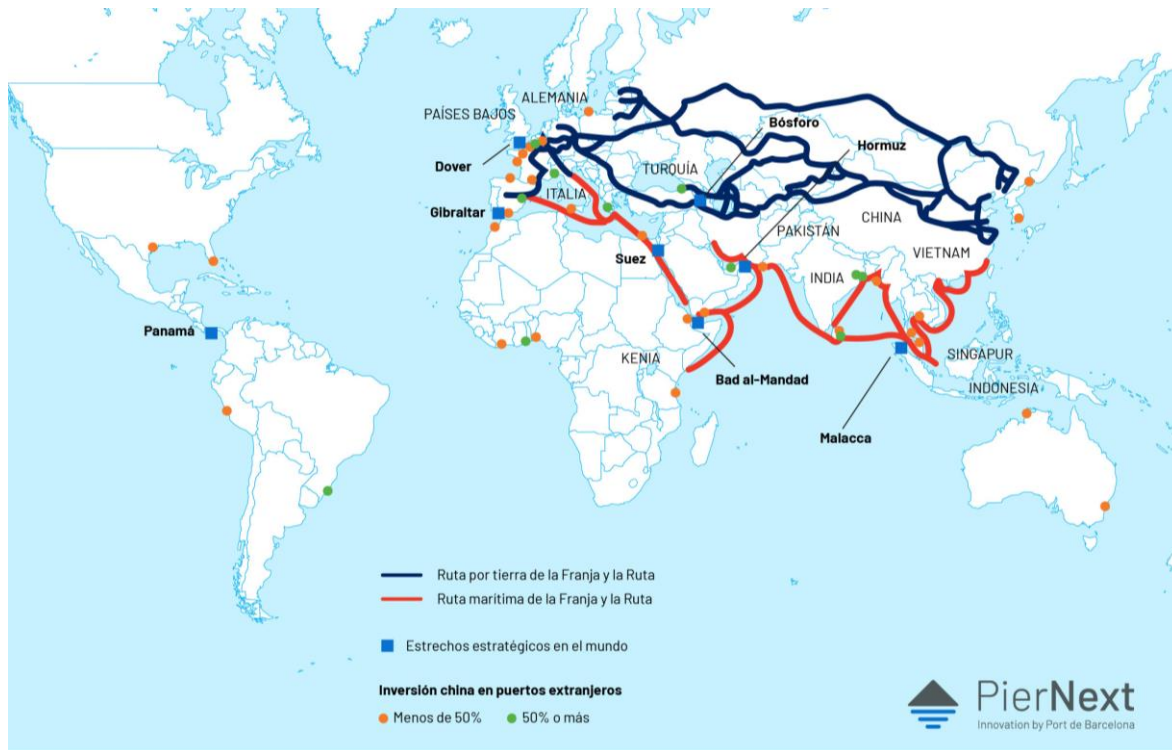 ALEMANIA
PAÍSES BAJOS
Bósforo
Dover
Hormuz
TURQUÍA
ITALIA
Gibraltar
CHINA
PAKISTÁN
Suez
VIETNAM
INDIA
Panamá
KENIA
SINGAPUR
Bad al-Mandad
INDONESIA
Malacca
Ruta por tierra de la Franja y la Ruta
Ruta marítima de la Franja y la Ruta
Estrechos estratégicos en el mundo
Inversión china en puertos extranjeros
Menos de 50%
50% o más
PierNext
Innovation by Port de Barcelona